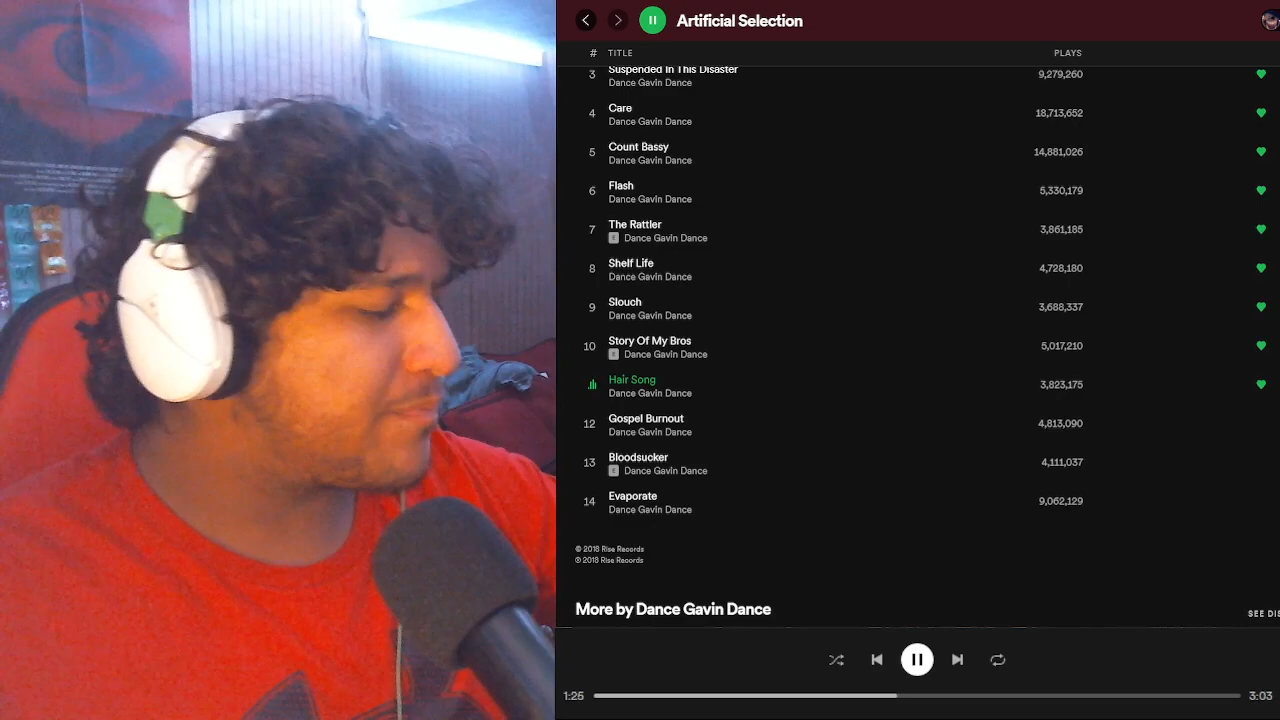 Artificial Selection
# TITLE PLAYS
3 Suspended In This Disaster 9,279,260
Dance Gavin Dance
4 Care 18,713,652
Dance Gavin Dance
5 Count Bassy 14,881,026
Dance Gavin Dance
6 Flash 5,330,179
Dance Gavin Dance
7 The Rattler 3,861,185
E Dance Gavin Dance
8 Shelf Life 4,728,180
Dance Gavin Dance
9 Slouch 3,688,337
Dance Gavin Dance
10 Story Of My Bros 5,017,210
E Dance Gavin Dance
Hair Song 3,823,175
Dance Gavin Dance
12 Gospel Burnout 4,813,090
Dance Gavin Dance
13 Bloodsucker 4,111,037
E Dance Gavin Dance
14 Evaporate 9,062,129
Dance Gavin Dance
© 2018 Rise Records
℗ 2018 Rise Records
More by Dance Gavin Dance SEE DIS
1:25 3:03